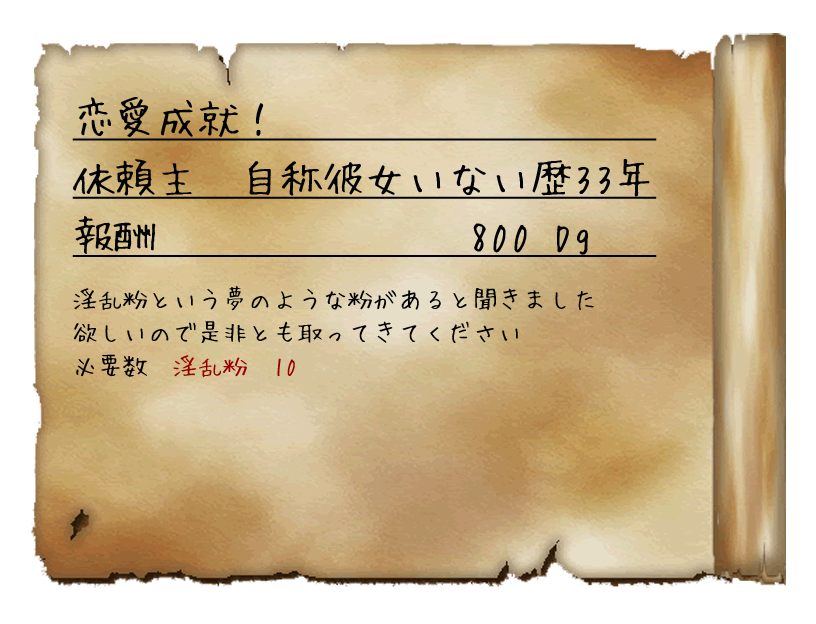 恋愛成就！
依頼主　自称彼女いない歴33年
報酬　800 Dg
淫乱粉という夢のような粉があると聞きました
欲しいので是非とも取ってきてください
必要数　淫乱粉　10